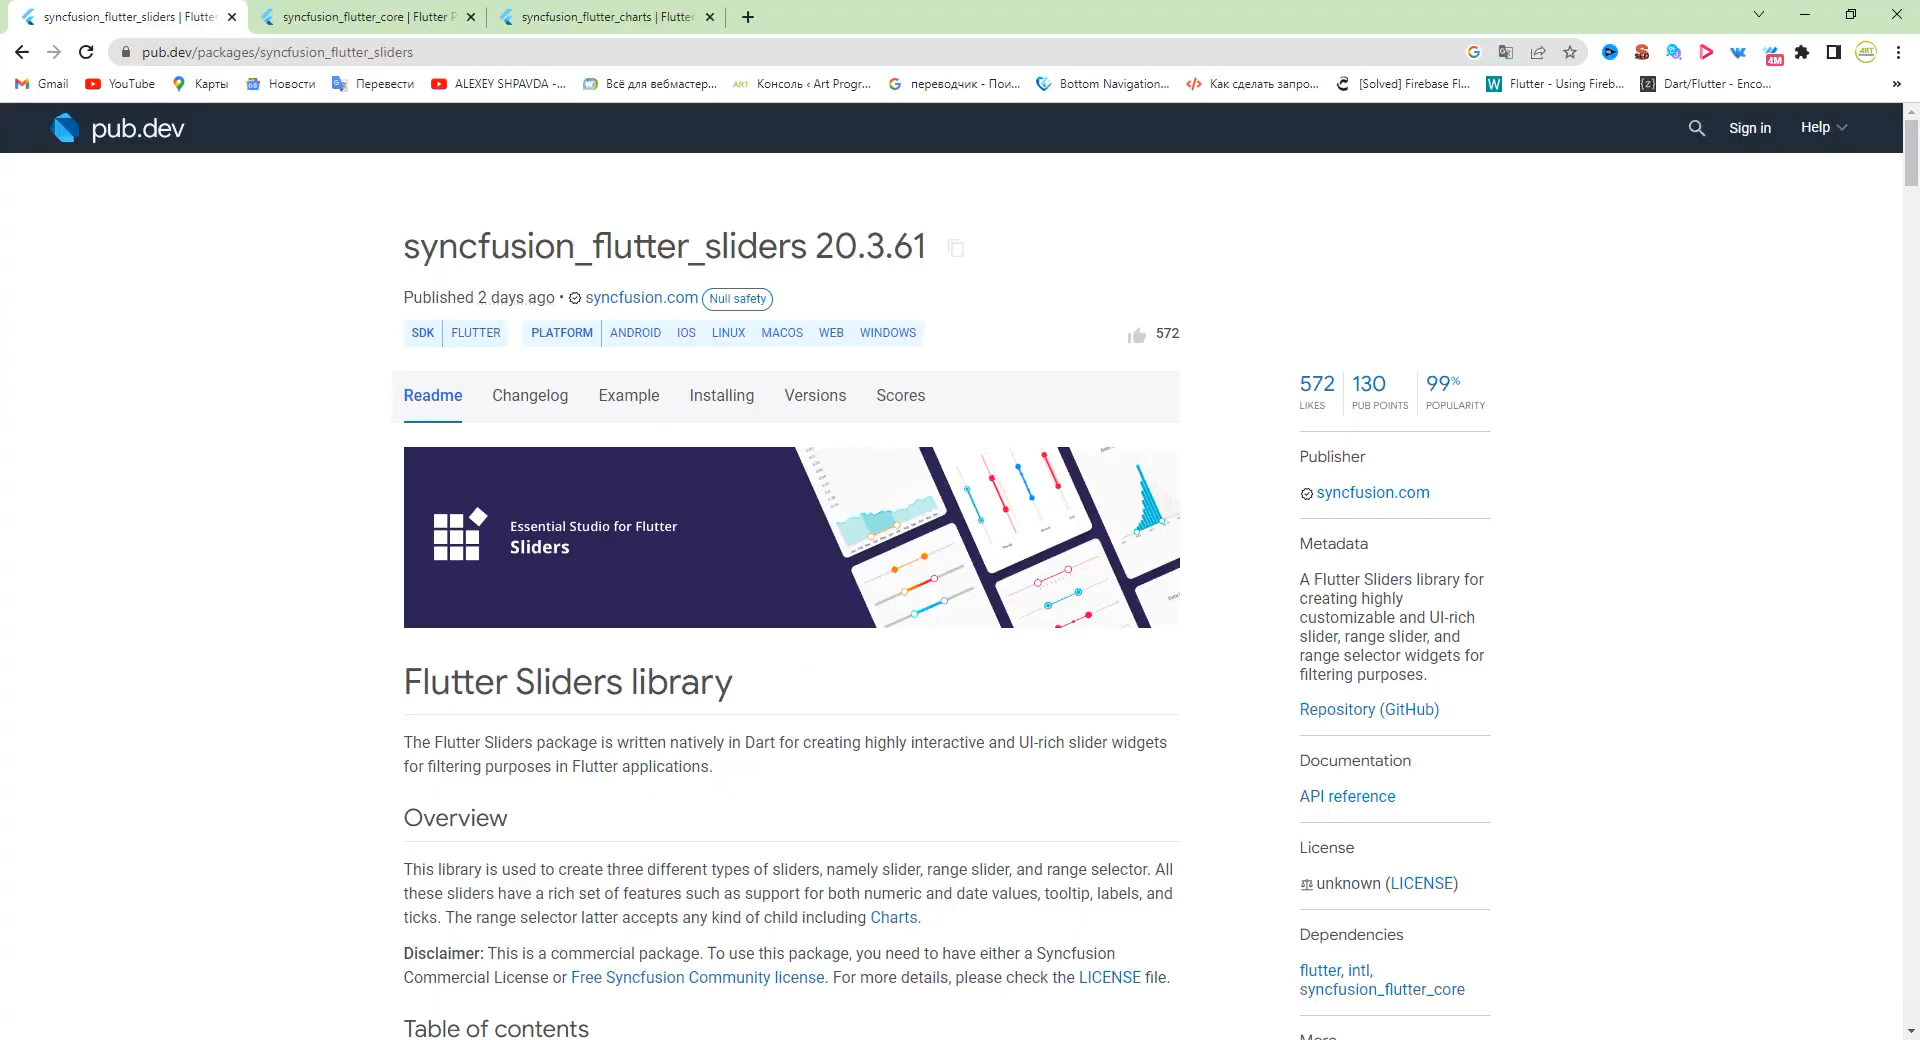 syncfusion_flutter_sliders | Flutter
syncfusion_flutter_core | Flutter P
syncfusion_flutter_charts | Flutter
pub.dev/packages/syncfusion_flutter_sliders
4M
Gmail
YouTube
Карты
Новости
Перевести
ALEXEY SHPAVDA -...
Всё для вебмастер...
Консоль ‹ Art Progr...
переводчик - Пои...
Bottom Navigation...
Как сделать запро...
[Solved] Firebase Fl...
Flutter - Using Fireb...
Dart/Flutter - Enco...
»
pub.dev
Sign in
Help
syncfusion_flutter_sliders 20.3.61
Published 2 days ago • syncfusion.com Null safety
SDK FLUTTER PLATFORM ANDROID IOS LINUX MACOS WEB WINDOWS
572
Readme Changelog Example Installing Versions Scores
Essential Studio for Flutter
Sliders
Flutter Sliders library
The Flutter Sliders package is written natively in Dart for creating highly interactive and UI-rich slider widgets
for filtering purposes in Flutter applications.
Overview
This library is used to create three different types of sliders, namely slider, range slider, and range selector. All
these sliders have a rich set of features such as support for both numeric and date values, tooltip, labels, and
ticks. The range selector latter accepts any kind of child including Charts.
Disclaimer: This is a commercial package. To use this package, you need to have either a Syncfusion
Commercial License or Free Syncfusion Community license. For more details, please check the LICENSE file.
Table of contents
572 130 99%
LIKES PUB POINTS POPULARITY
Publisher
syncfusion.com
Metadata
A Flutter Sliders library for
creating highly
customizable and UI-rich
slider, range slider, and
range selector widgets for
filtering purposes.
Repository (GitHub)
Documentation
API reference
License
unknown (LICENSE)
Dependencies
flutter, intl,
syncfusion_flutter_core
More